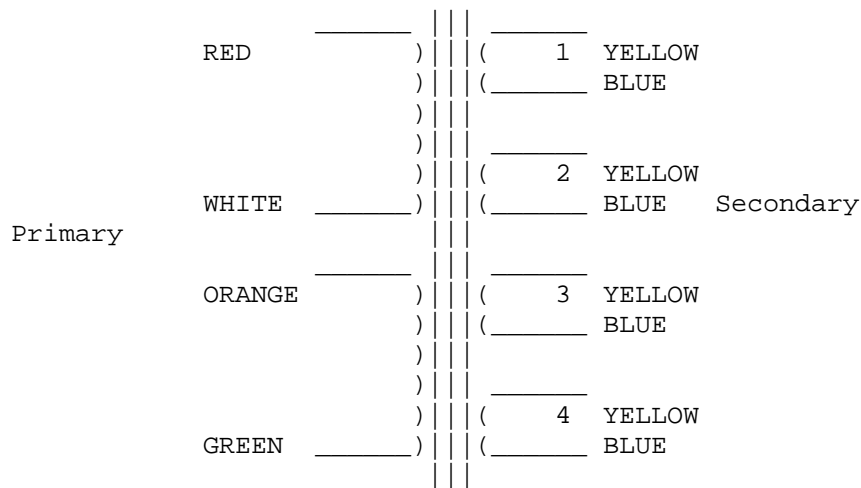 RED 1 YELLOW
BLUE
2 YELLOW
WHITE BLUE Secondary
Primary
ORANGE 3 YELLOW
BLUE
4 YELLOW
GREEN BLUE